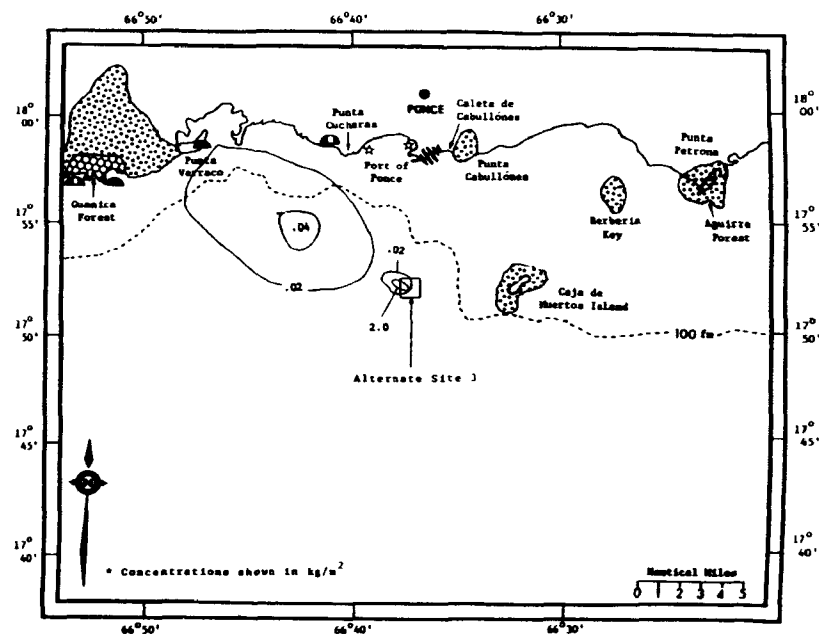 66°50'
66°40'
66°30'
18°
00'
18°
00'
PONCE
Punta
Cucharas
Caleta de
Cabullónes
Port of
Ponce
Punta
Cabullónes
Punta
Petrona
Punta
Varraco
Guanica
Forest
Berberia
Key
Aguirre
Forest
17°
55'
17°
55'
.04
.02
.02
2.0
Caja de
Muertos Island
100 fm
17°
50'
17°
50'
Alternate Site 3
17°
45'
17°
45'
17°
40'
17°
40'
* Concentrations shown in kg/m²
Nautical Miles
0 1 2 3 4 5
66°50'
66°40'
66°30'